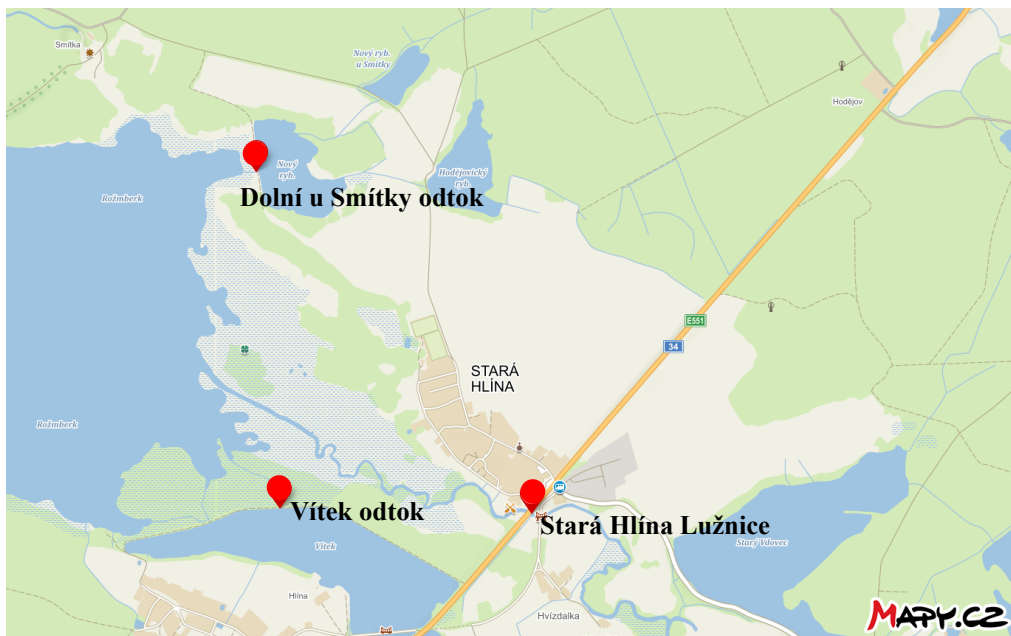 Smítka
Nový ryb.
u Smítky
Hodějov
Nový
ryb.
Hodějovický
ryb.
Rožmberk
Dolní u Smítky odtok
E551
34
STARÁ
HLÍNA
Rožmberk
Vítek odtok
Stará Hlína Lužnice
Vítek
Starý Vdovec
Hlína
Hvízdalka
MAPY.CZ